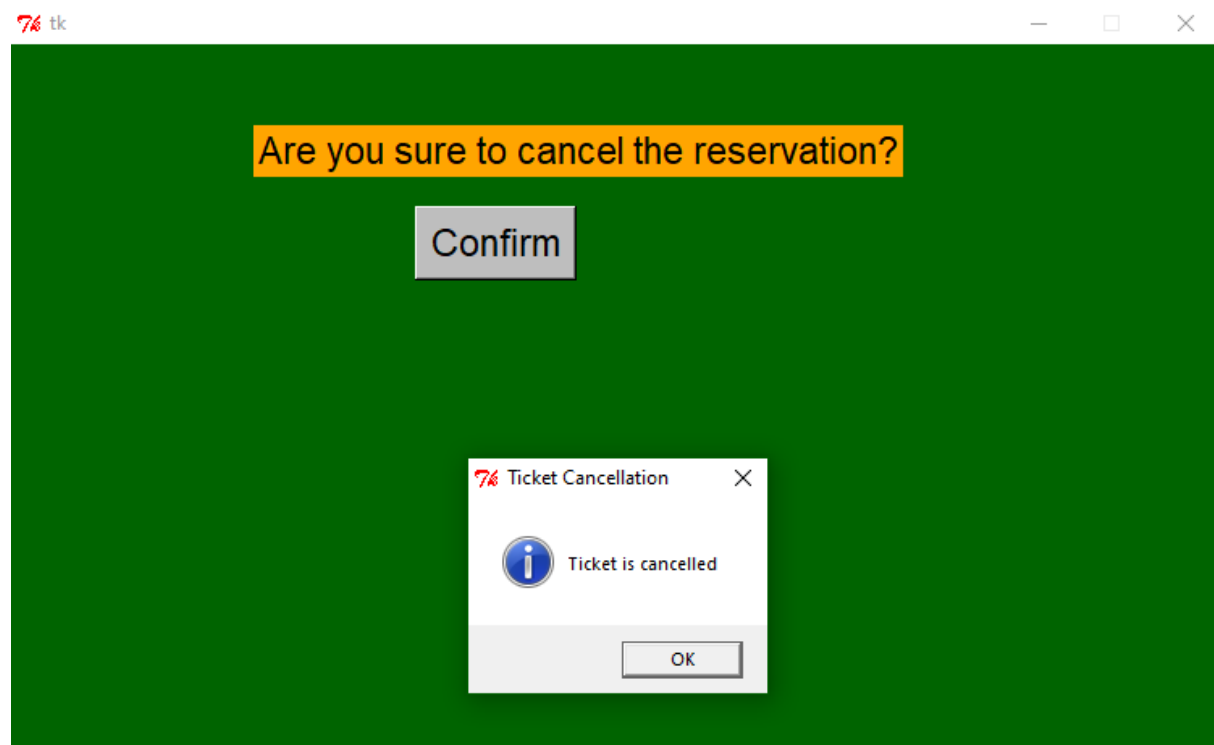 tk
Are you sure to cancel the reservation?
Confirm
Ticket Cancellation
Ticket is cancelled
OK